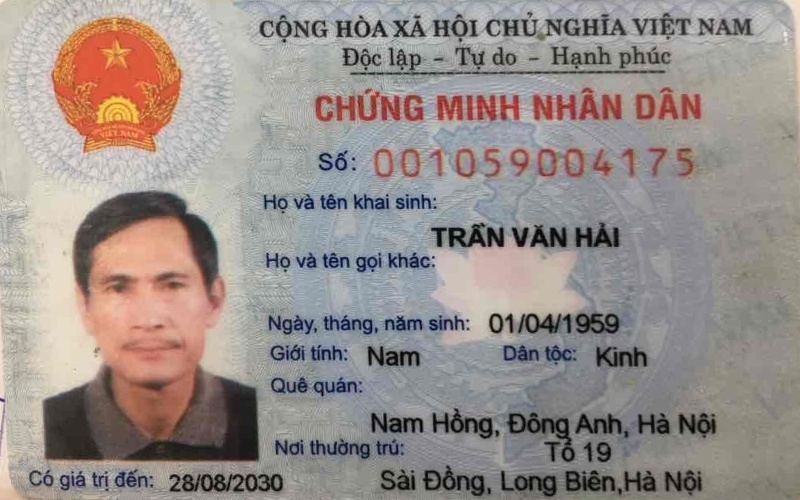 CỘNG HÒA XÃ HỘI CHỦ NGHĨA VIỆT NAM
Độc lập - Tự do - Hạnh phúc
CHỨNG MINH NHÂN DÂN
Số: 001059004175
Họ và tên khai sinh:
TRẦN VĂN HẢI
Họ và tên gọi khác:
Ngày, tháng, năm sinh: 01/04/1959
Giới tính: Nam Dân tộc: Kinh
Quê quán:
Nam Hồng, Đông Anh, Hà Nội
Nơi thường trú: Tổ 19
Sài Đồng, Long Biên,Hà Nội
Có giá trị đến: 28/08/2030